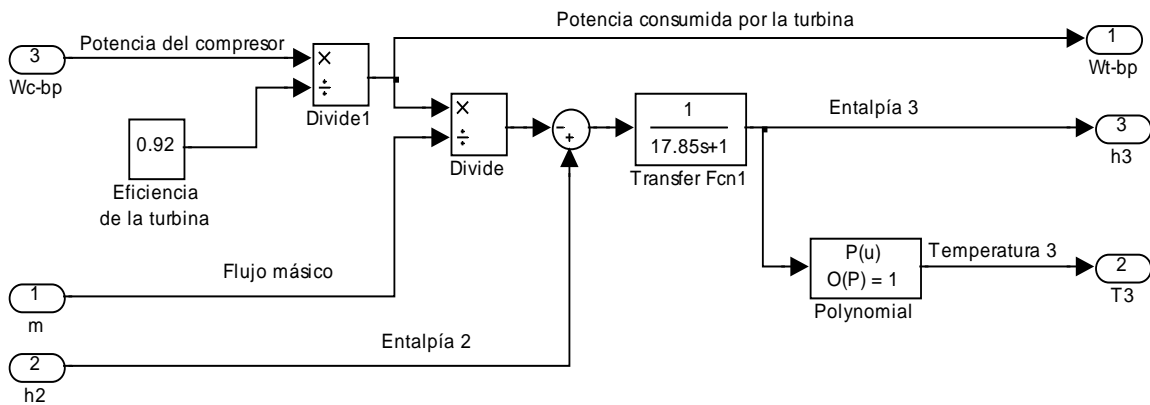 Potencia consumida por la turbina
1
Wt-bp
Potencia del compresor
3
Wc-bp
×
÷
Divide1
0.92
Eficiencia
de la turbina
×
÷
Divide
-
+
1
17.85s+1
Transfer Fcn1
Entalpía 3
3
h3
P(u)
O(P) = 1
Polynomial
Temperatura 3
2
T3
Flujo másico
1
m
Entalpía 2
2
h2